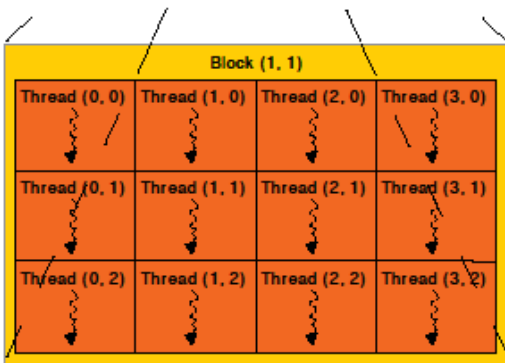 Block (1, 1)
Thread (0, 0) Thread (1, 0) Thread (2, 0) Thread (3, 0)
Thread (0, 1) Thread (1, 1) Thread (2, 1) Thread (3, 1)
Thread (0, 2) Thread (1, 2) Thread (2, 2) Thread (3, 2)